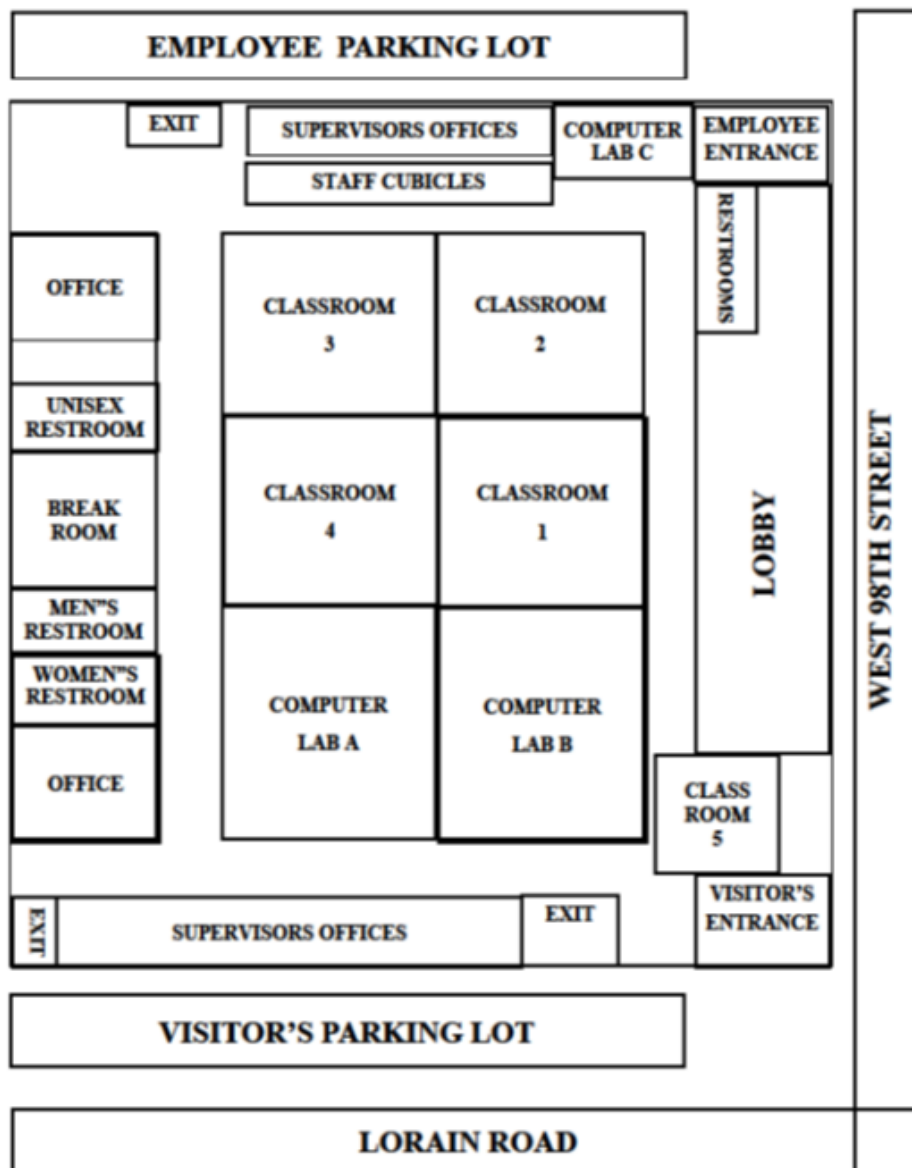 EMPLOYEE PARKING LOT
EXIT
SUPERVISORS OFFICES
COMPUTER
LAB C
EMPLOYEE
ENTRANCE
STAFF CUBICLES
RESTROOMS
OFFICE
CLASSROOM
3
CLASSROOM
2
UNISEX
RESTROOM
BREAK
ROOM
CLASSROOM
4
CLASSROOM
1
LOBBY
WEST 98TH STREET
MEN"S
RESTROOM
WOMEN"S
RESTROOM
COMPUTER
LAB A
COMPUTER
LAB B
OFFICE
CLASS
ROOM
5
VISITOR'S
ENTRANCE
EXIT
SUPERVISORS OFFICES
EXIT
VISITOR'S PARKING LOT
LORAIN ROAD